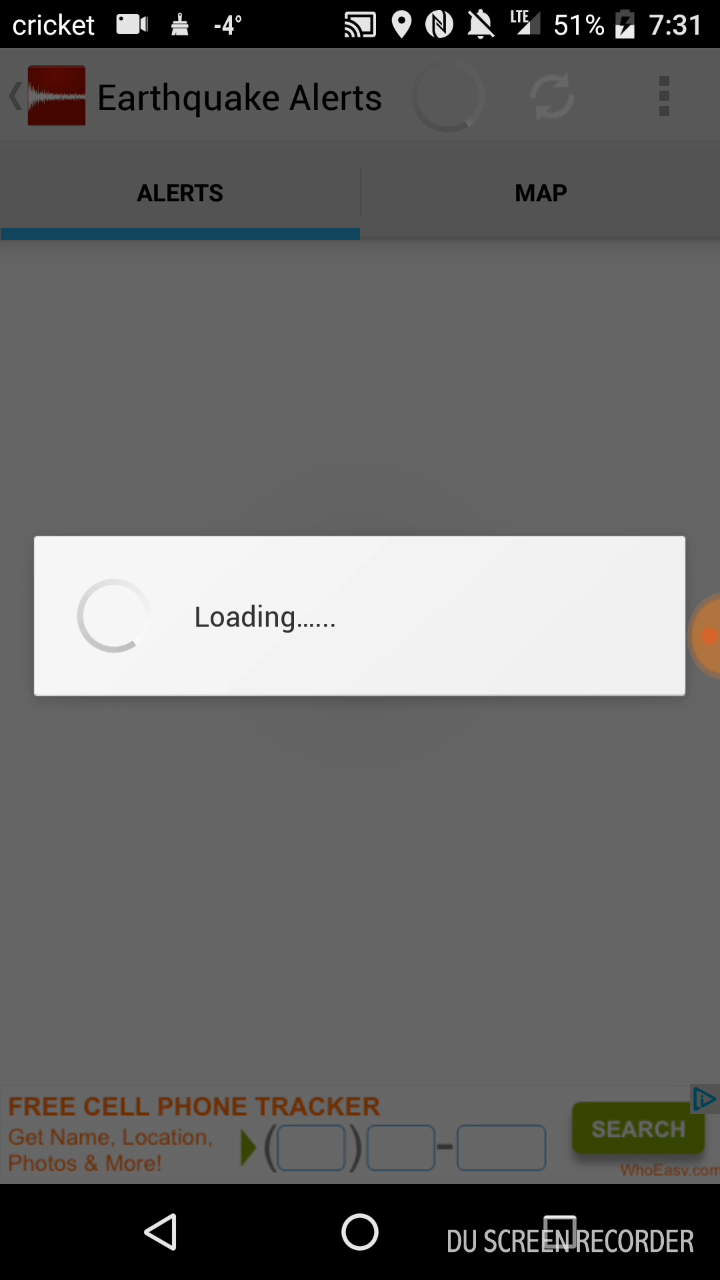 cricket -4° LTE 51% 7:31
Earthquake Alerts
ALERTS MAP
Loading......
FREE CELL PHONE TRACKER
Get Name, Location,
Photos & More!
( ) -
SEARCH
WhoEasy.com
DU SCREEN RECORDER